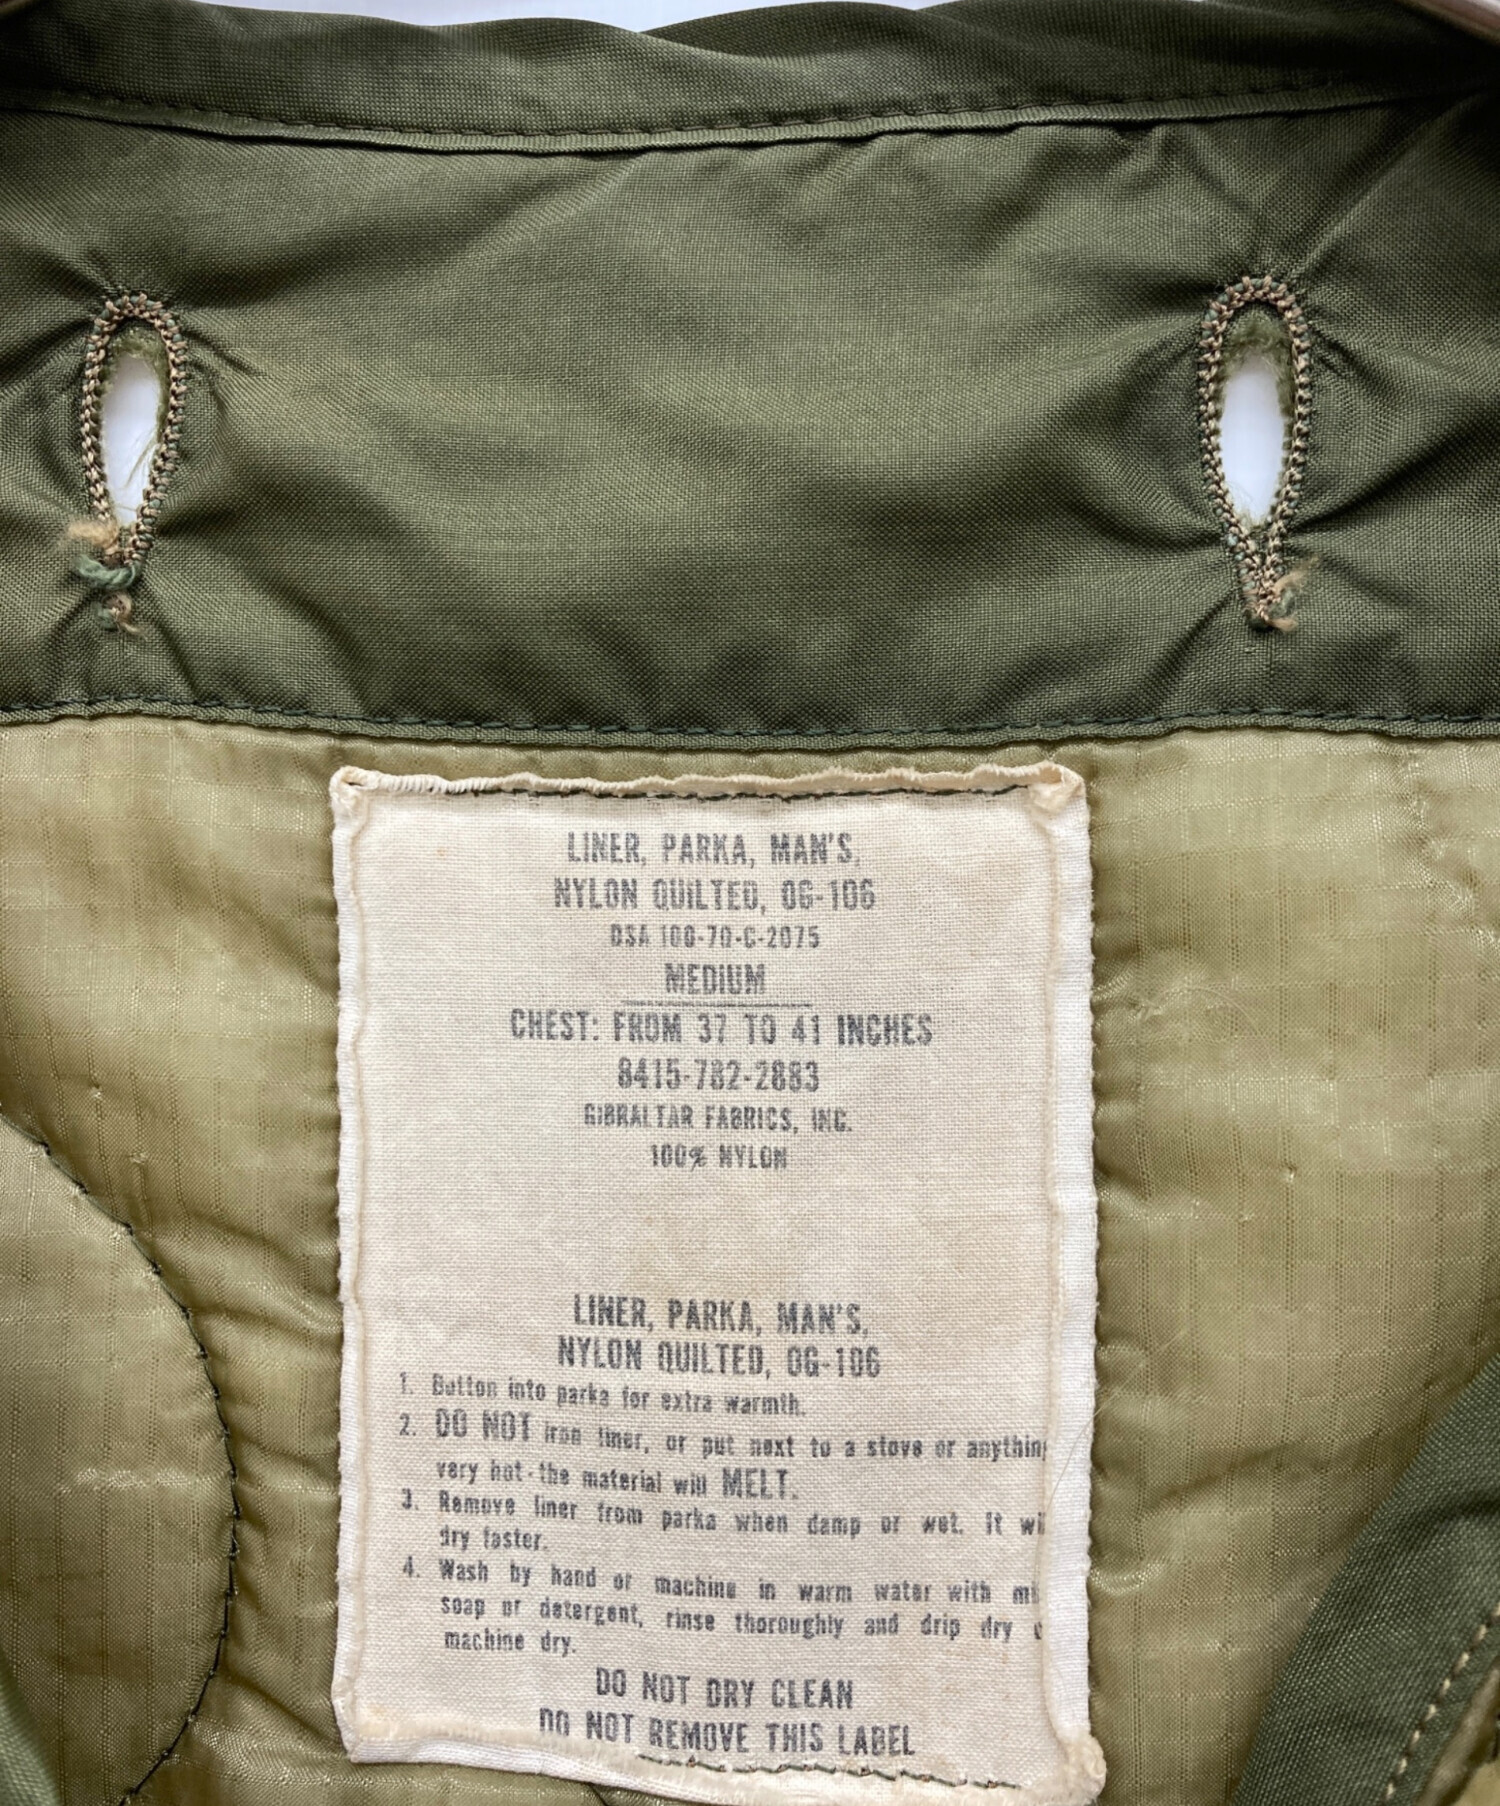 LINER, PARKA, MAN'S,
NYLON QUILTED, OG-106
DSA 100-70-C-2075
MEDIUM
CHEST: FROM 37 TO 41 INCHES
8415-782-2883
GIBRALTAR FABRICS, INC.
100% NYLON
LINER, PARKA, MAN'S,
NYLON QUILTED, OG-106
1. Button into parka for extra warmth.
2. DO NOT iron liner, or put next to a stove or anything
very hot-the material will MELT.
3. Remove liner from parka when damp or wet. It wi
dry faster.
4. Wash by hand or machine in warm water with m
soap or detergent, rinse thoroughly and drip dry
machine dry.
DO NOT DRY CLEAN
DO NOT REMOVE THIS LABEL